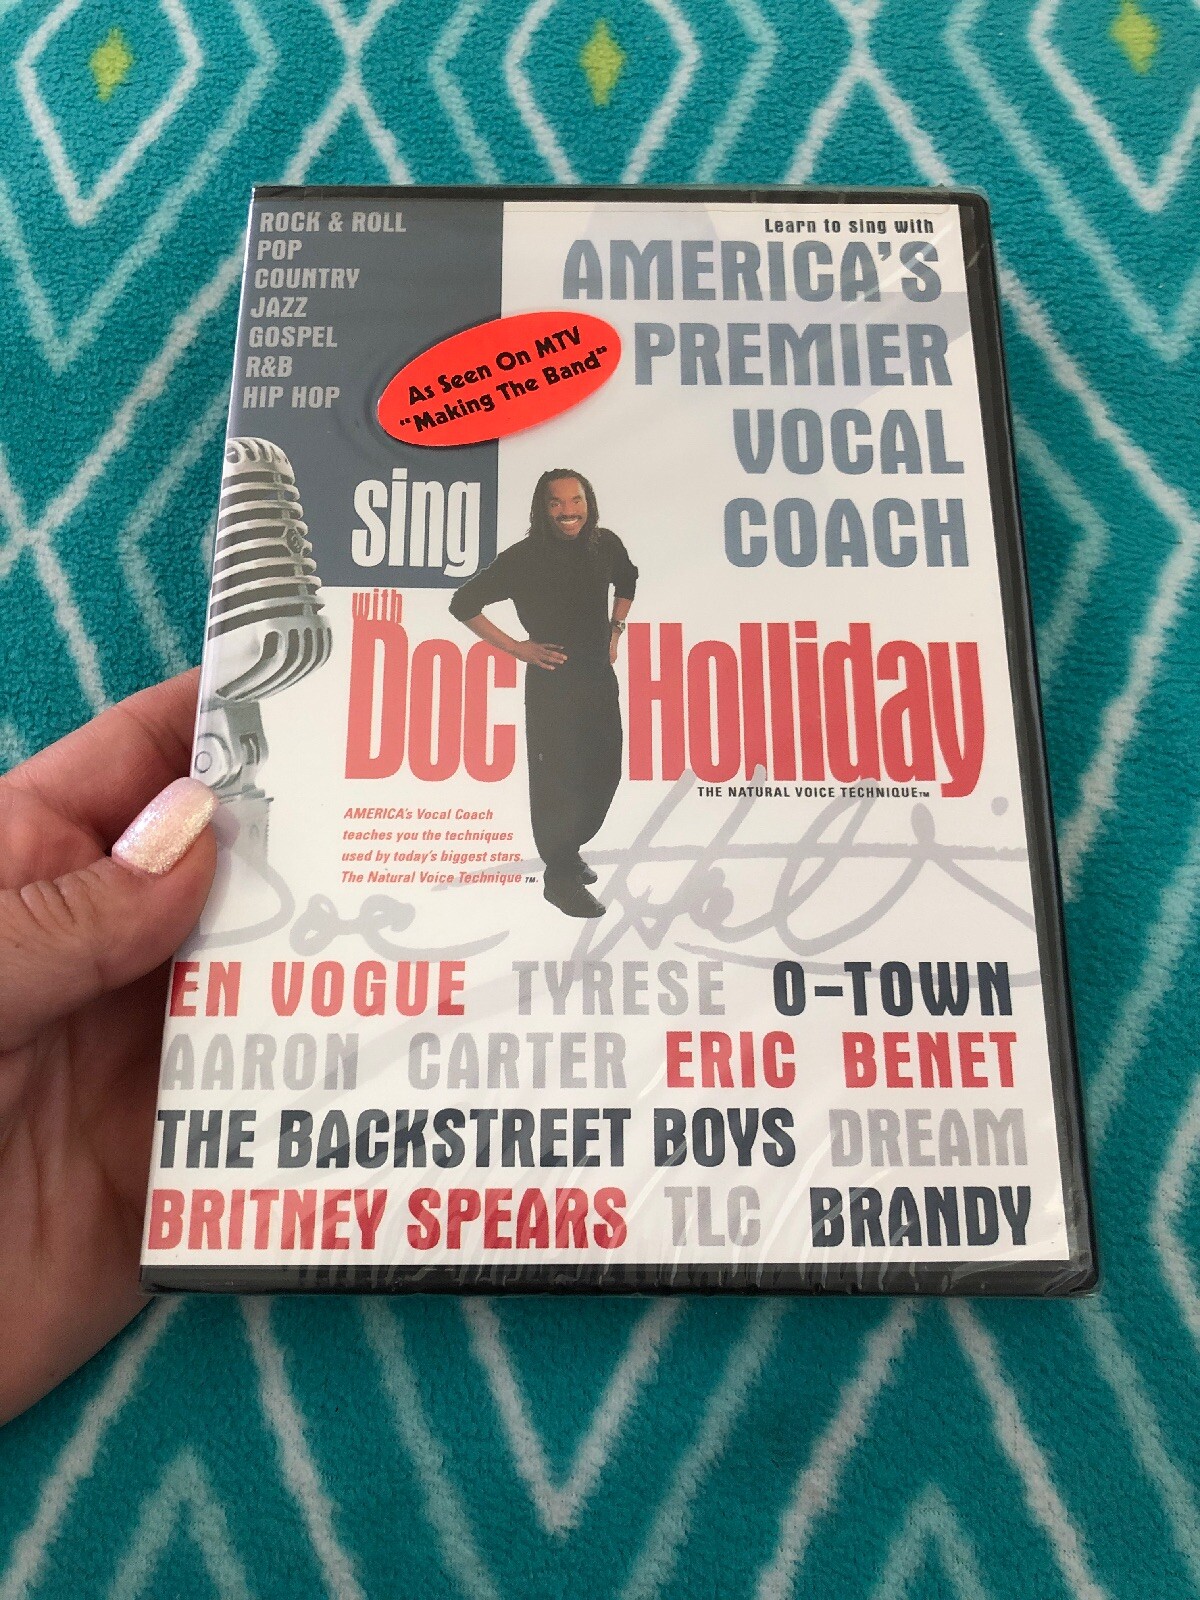 ROCK & ROLL
POP
COUNTRY
JAZZ
GOSPEL
R&B
HIP HOP
Learn to sing with
AMERICA'S
PREMIER
VOCAL
COACH
As Seen On MTV
"Making The Band"
sing
with
Doc Holliday
THE NATURAL VOICE TECHNIQUE™
AMERICA's Vocal Coach
teaches you the techniques
used by today's biggest stars.
The Natural Voice Technique™.
EN VOGUE TYRESE O-TOWN
AARON CARTER ERIC BENET
THE BACKSTREET BOYS DREAM
BRITNEY SPEARS TLC BRANDY